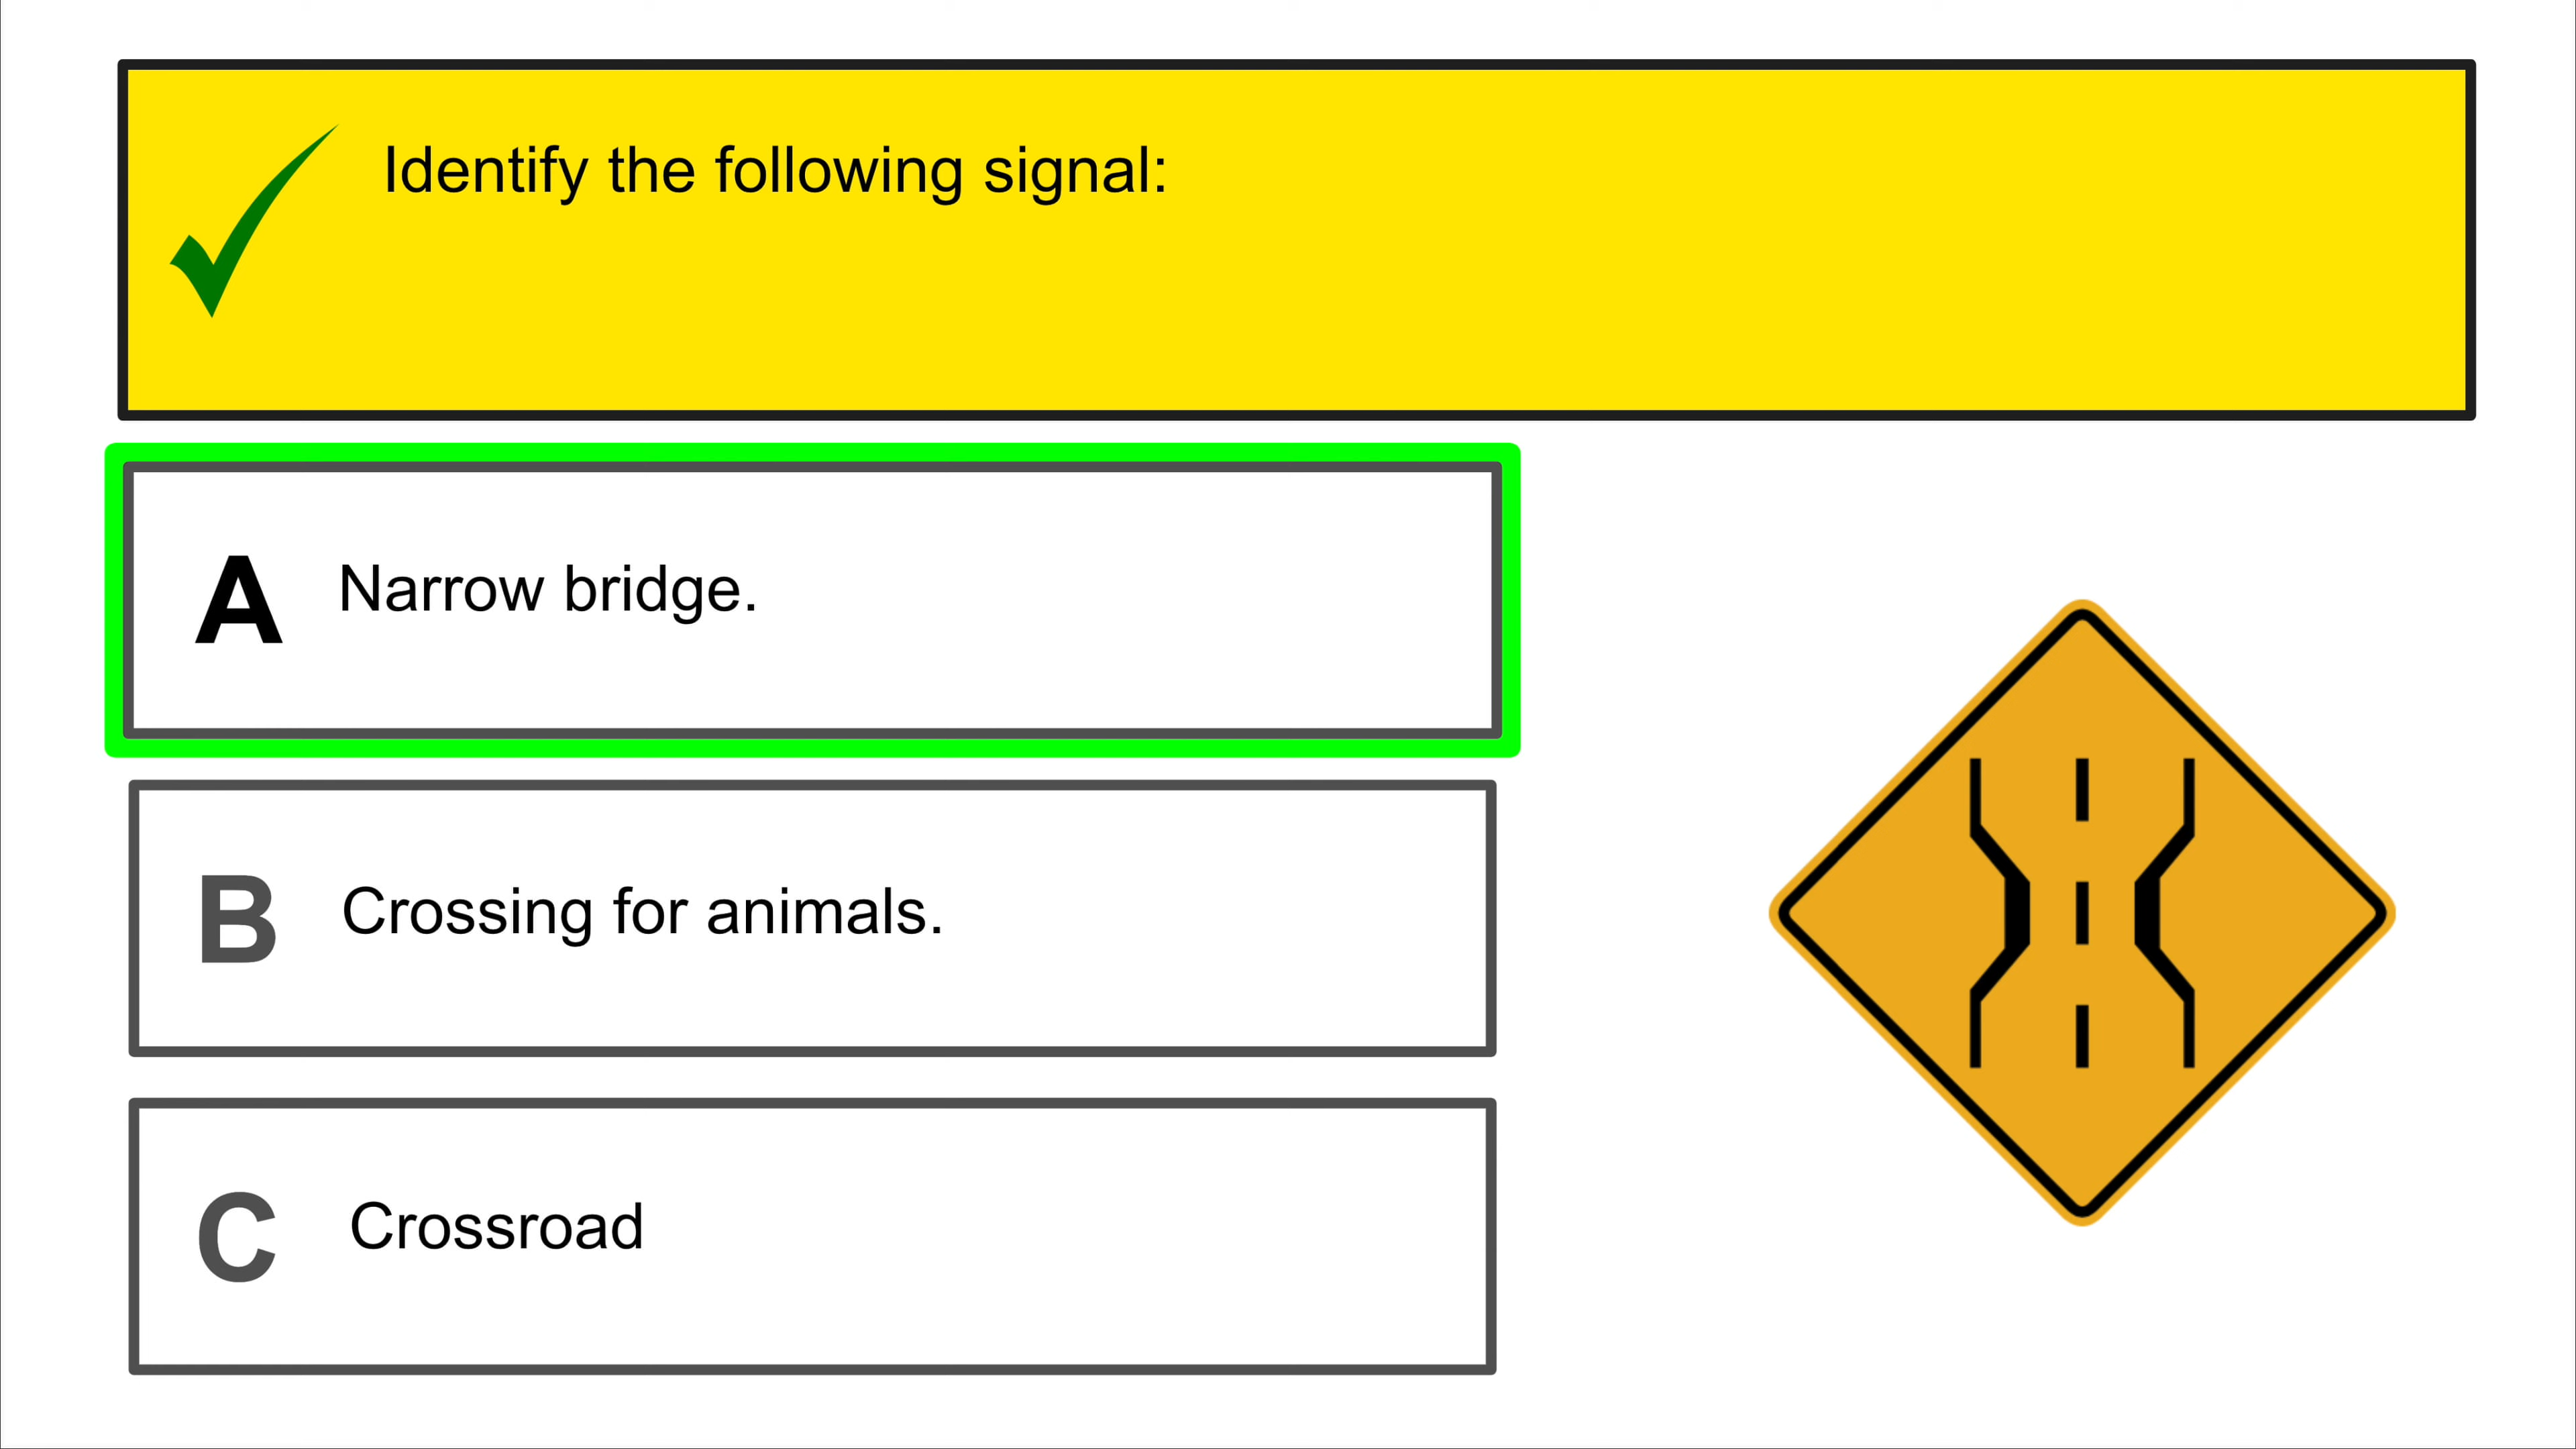 Identify the following signal:
A Narrow bridge.
B Crossing for animals.
C Crossroad